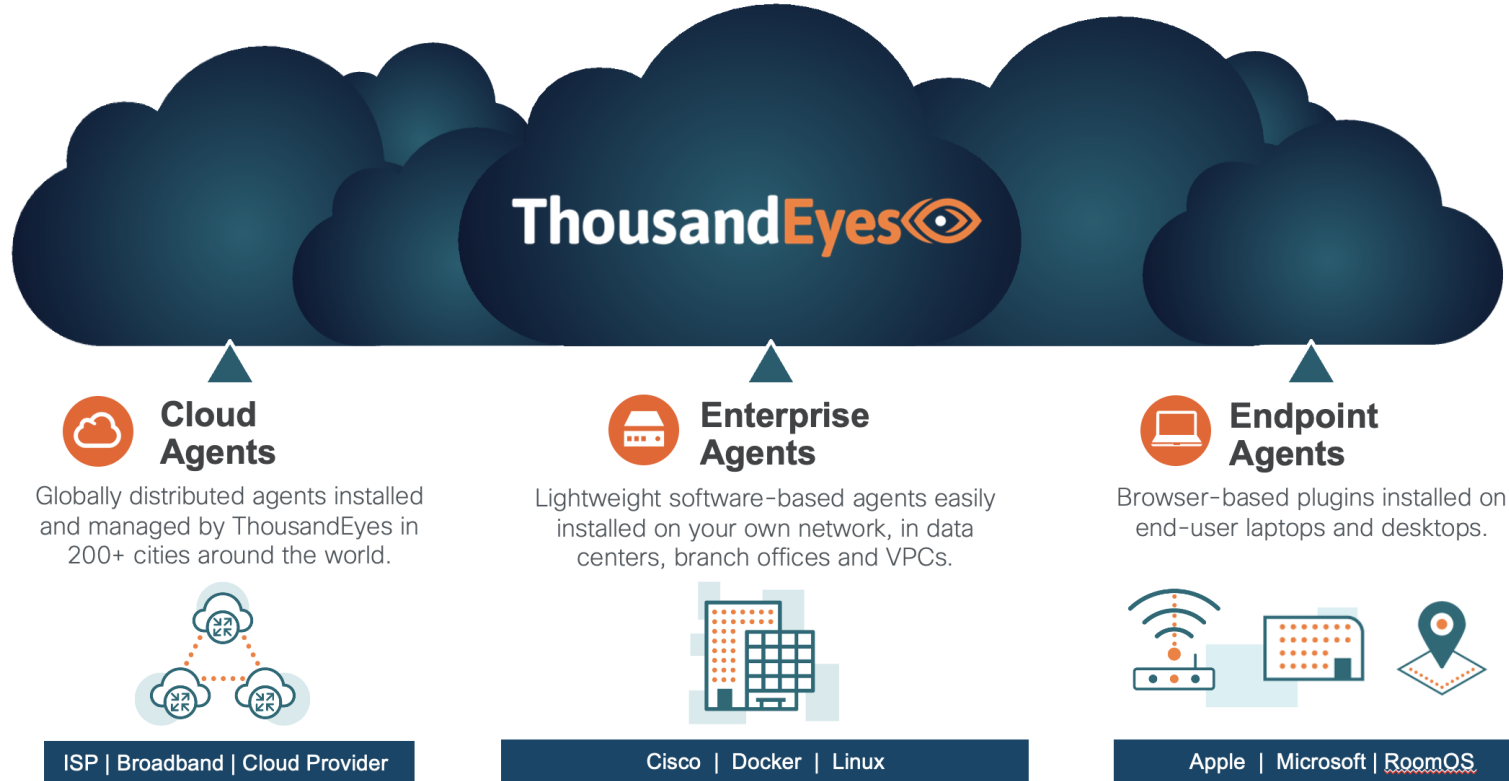 ThousandEyes
Cloud
Agents
Globally distributed agents installed
and managed by ThousandEyes in
200+ cities around the world.
ISP | Broadband | Cloud Provider
Enterprise
Agents
Lightweight software-based agents easily
installed on your own network, in data
centers, branch offices and VPCs.
Cisco | Docker | Linux
Endpoint
Agents
Browser-based plugins installed on
end-user laptops and desktops.
Apple | Microsoft | RoomOS